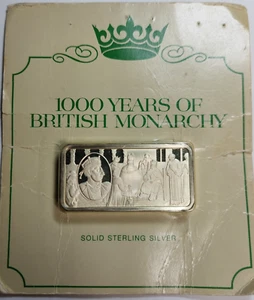 1000 YEARS OF
BRITISH MONARCHY
SOLID STERLING SILVER